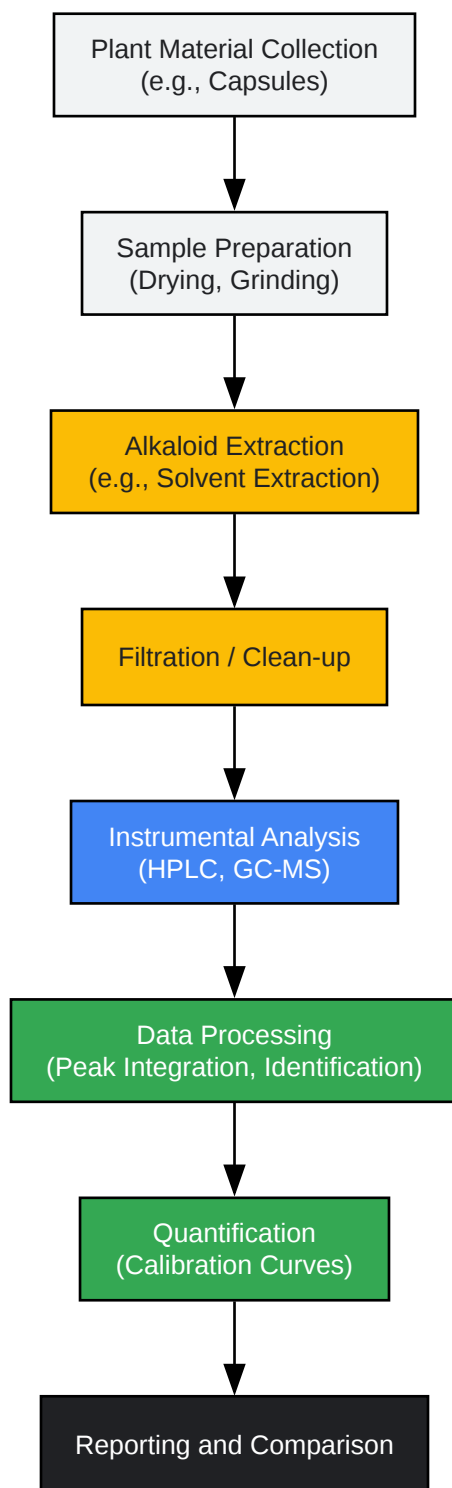 Plant Material Collection
(e.g., Capsules)
Sample Preparation
(Drying, Grinding)
Alkaloid Extraction
(e.g., Solvent Extraction)
Filtration / Clean-up
Instrumental Analysis
(HPLC, GC-MS)
Data Processing
(Peak Integration, Identification)
Quantification
(Calibration Curves)
Reporting and Comparison